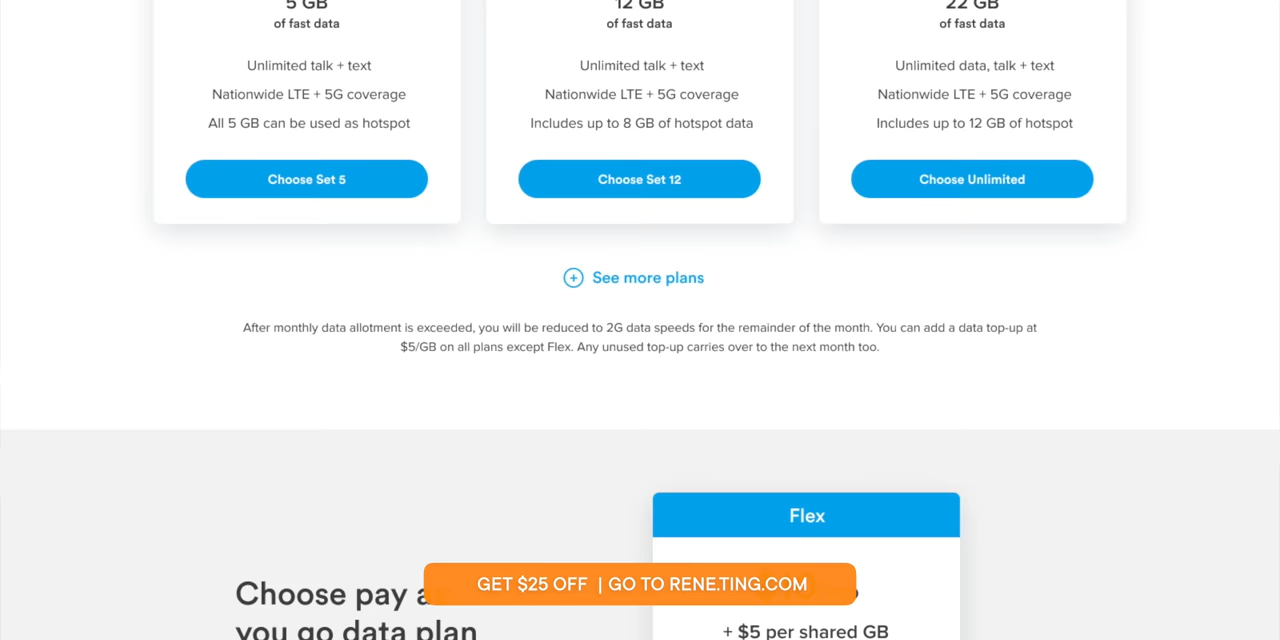 5 GB
of fast data
Unlimited talk + text
Nationwide LTE + 5G coverage
All 5 GB can be used as hotspot
Choose Set 5
12 GB
of fast data
Unlimited talk + text
Nationwide LTE + 5G coverage
Includes up to 8 GB of hotspot data
Choose Set 12
22 GB
of fast data
Unlimited data, talk + text
Nationwide LTE + 5G coverage
Includes up to 12 GB of hotspot
Choose Unlimited
See more plans
After monthly data allotment is exceeded, you will be reduced to 2G data speeds for the remainder of the month. You can add a data top-up at
$5/GB on all plans except Flex. Any unused top-up carries over to the next month too.
Choose pay
you go data plan
Flex
+ $5 per shared GB
GET $25 OFF | GO TO RENE.TING.COM